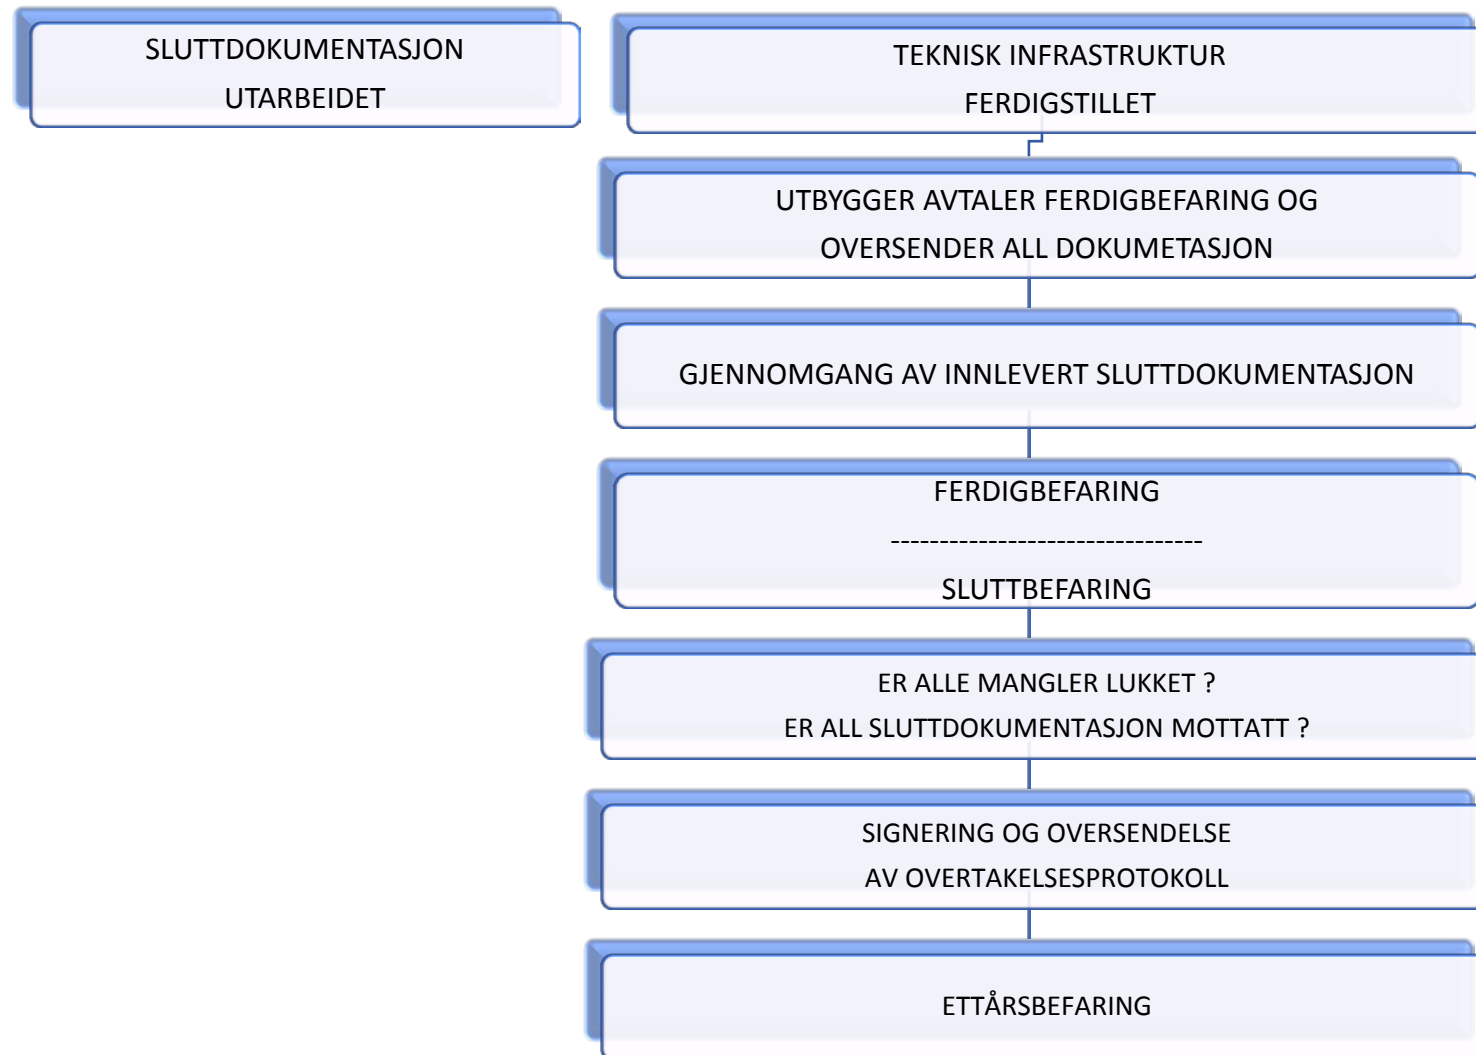 SLUTTDOKUMENTASJON
UTARBEIDET
TEKNISK INFRASTRUKTUR
FERDIGSTILLET
UTBYGGER AVTALER FERDIGBEFARING OG
OVERSENDER ALL DOKUMETASJON
GJENNOMGANG AV INNLEVERT SLUTTDOKUMENTASJON
FERDIGBEFARING
--------------------------------
SLUTTBEFARING
ER ALLE MANGLER LUKKET ?
ER ALL SLUTTDOKUMENTASJON MOTTATT ?
SIGNERING OG OVERSENDELSE
AV OVERTAKELSESPROTOKOLL
ETTÅRSBEFARING